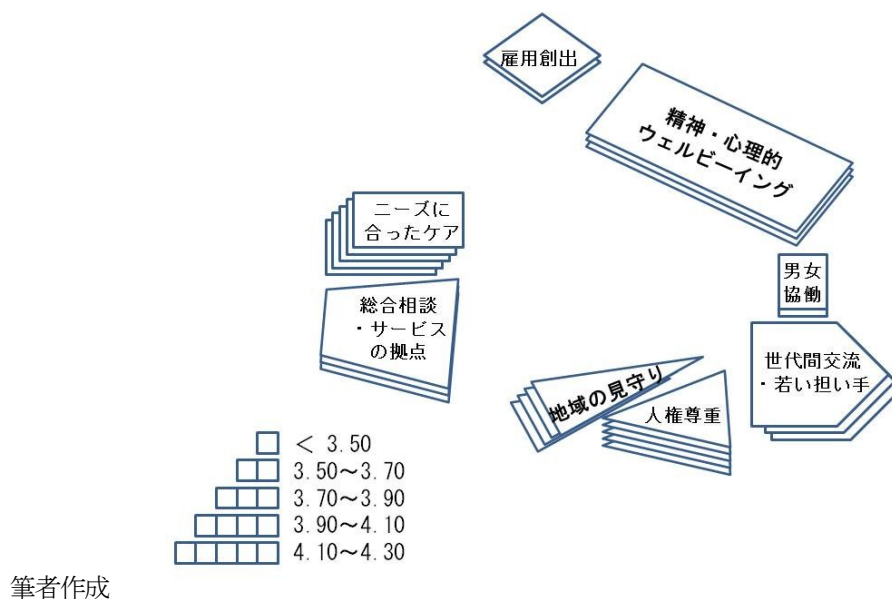 雇用創出
精神・心理的
ウェルビーイング
ニーズに
合ったケア
男女
協働
総合相談
・サービス
の拠点
世代間交流
・若い担い手
地域の見守り
人権尊重
< 3.50
3.50～3.70
3.70～3.90
3.90～4.10
4.10～4.30
筆者作成